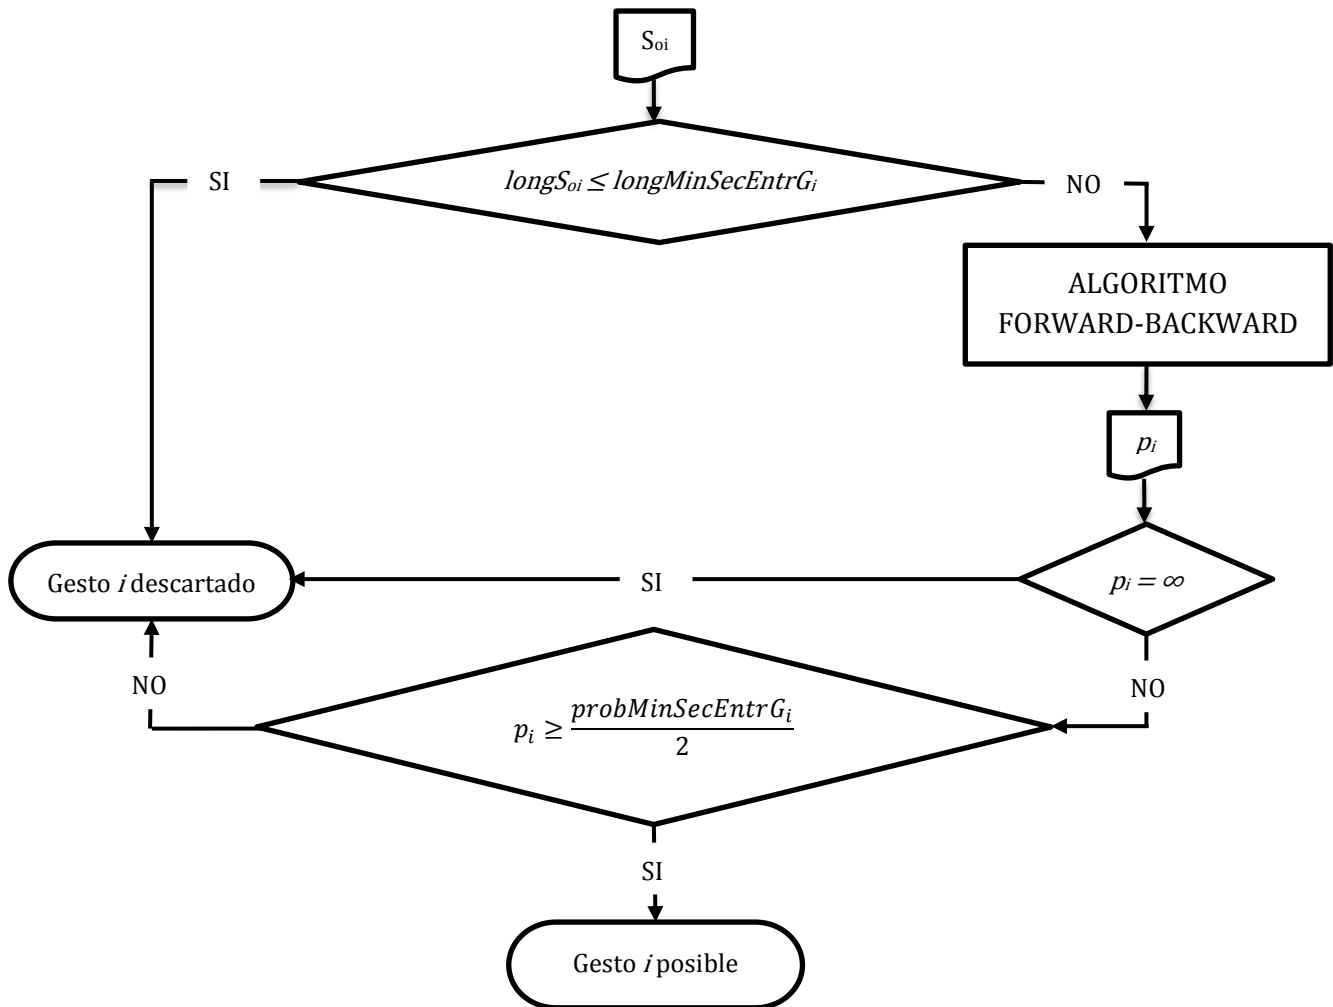 Soi
SI
longSoi ≤ longMinSecEntrGi
NO
ALGORITMO
FORWARD-BACKWARD
pi
Gesto i descartado
SI
pi = ∞
NO
NO
pi ≥ probMinSecEntrGi
2
SI
Gesto i posible